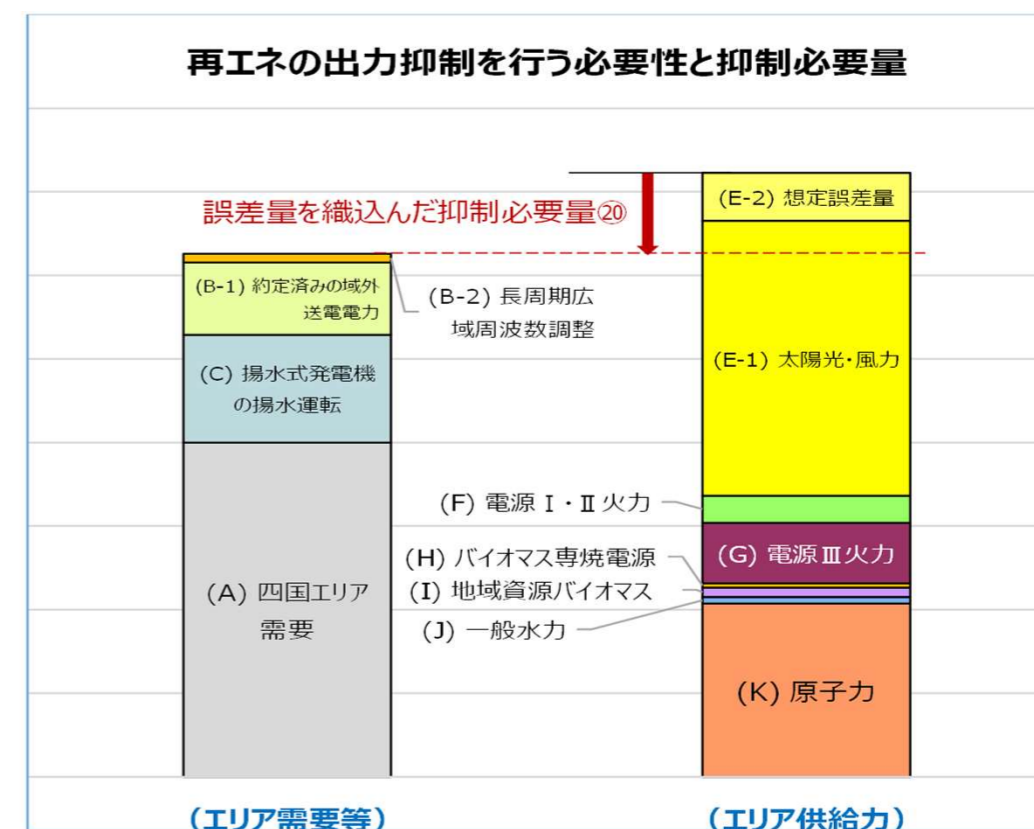 再エネの出力抑制を行う必要性と抑制必要量
誤差量を織込んだ抑制必要量⑳
(B-1) 約定済みの域外
送電電力
(B-2) 長周期広
域周波数調整
(C) 揚水式発電機
の揚水運転
(A) 四国エリア
需要
(E-2) 想定誤差量
(E-1) 太陽光・風力
(F) 電源Ⅰ・Ⅱ火力
(G) 電源Ⅲ火力
(H) バイオマス専焼電源
(I) 地域資源バイオマス
(J) 一般水力
(K) 原子力
(エリア需要等)
(エリア供給力)